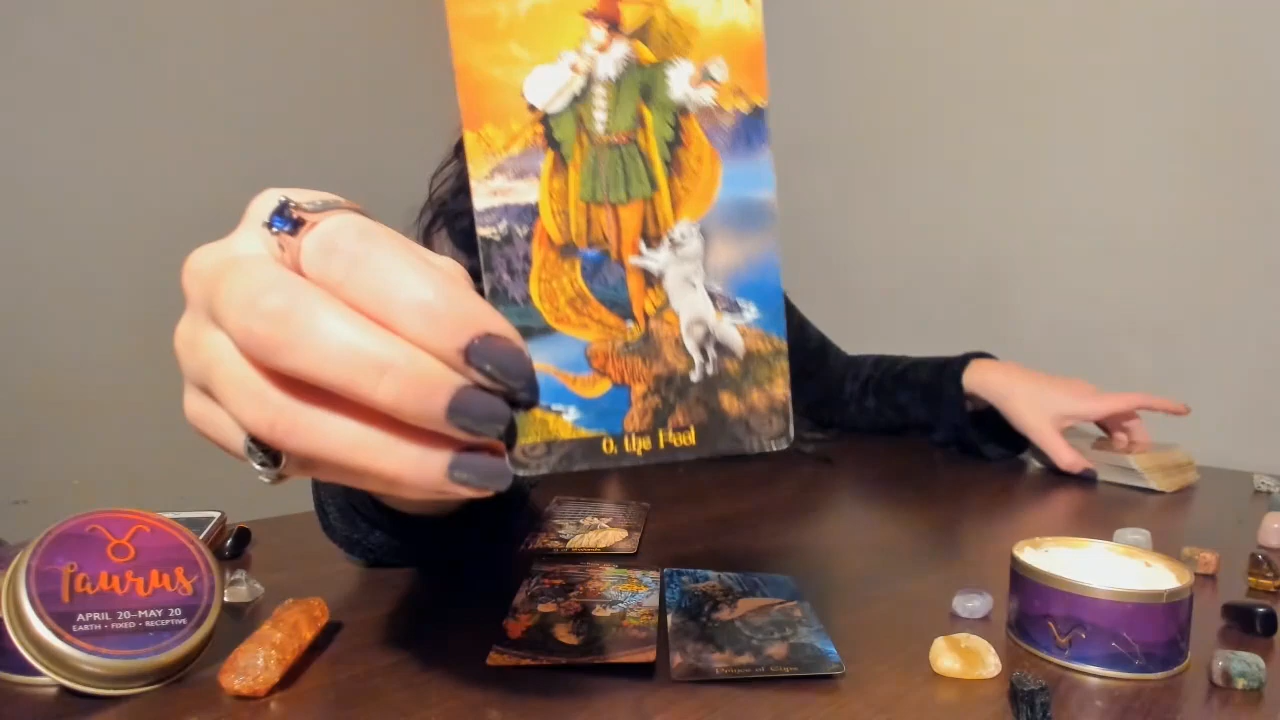 0. the Fool
Taurus
APRIL 20–MAY 20
EARTH • FIXED • RECEPTIVE
Prince of Cups